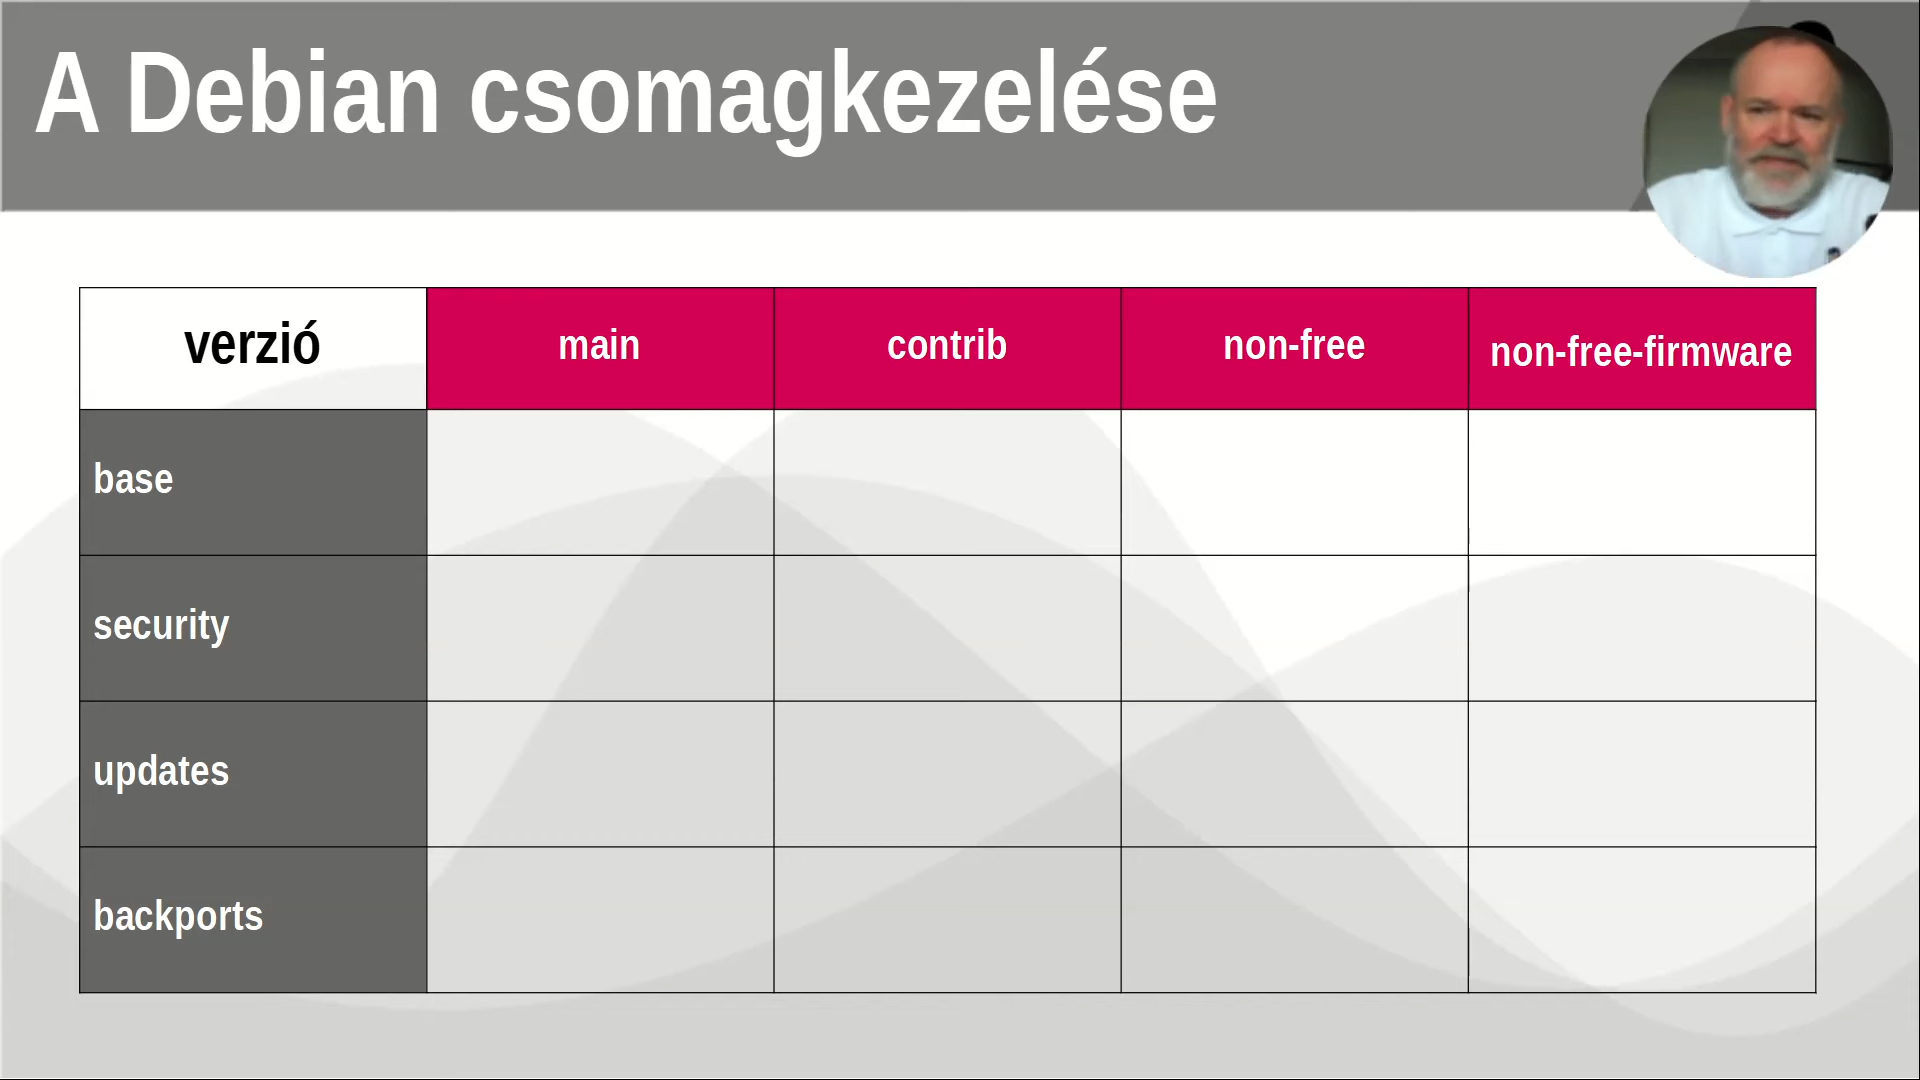 A Debian csomagkezelése
verzió main contrib non-free non-free-firmware
base
security
updates
backports